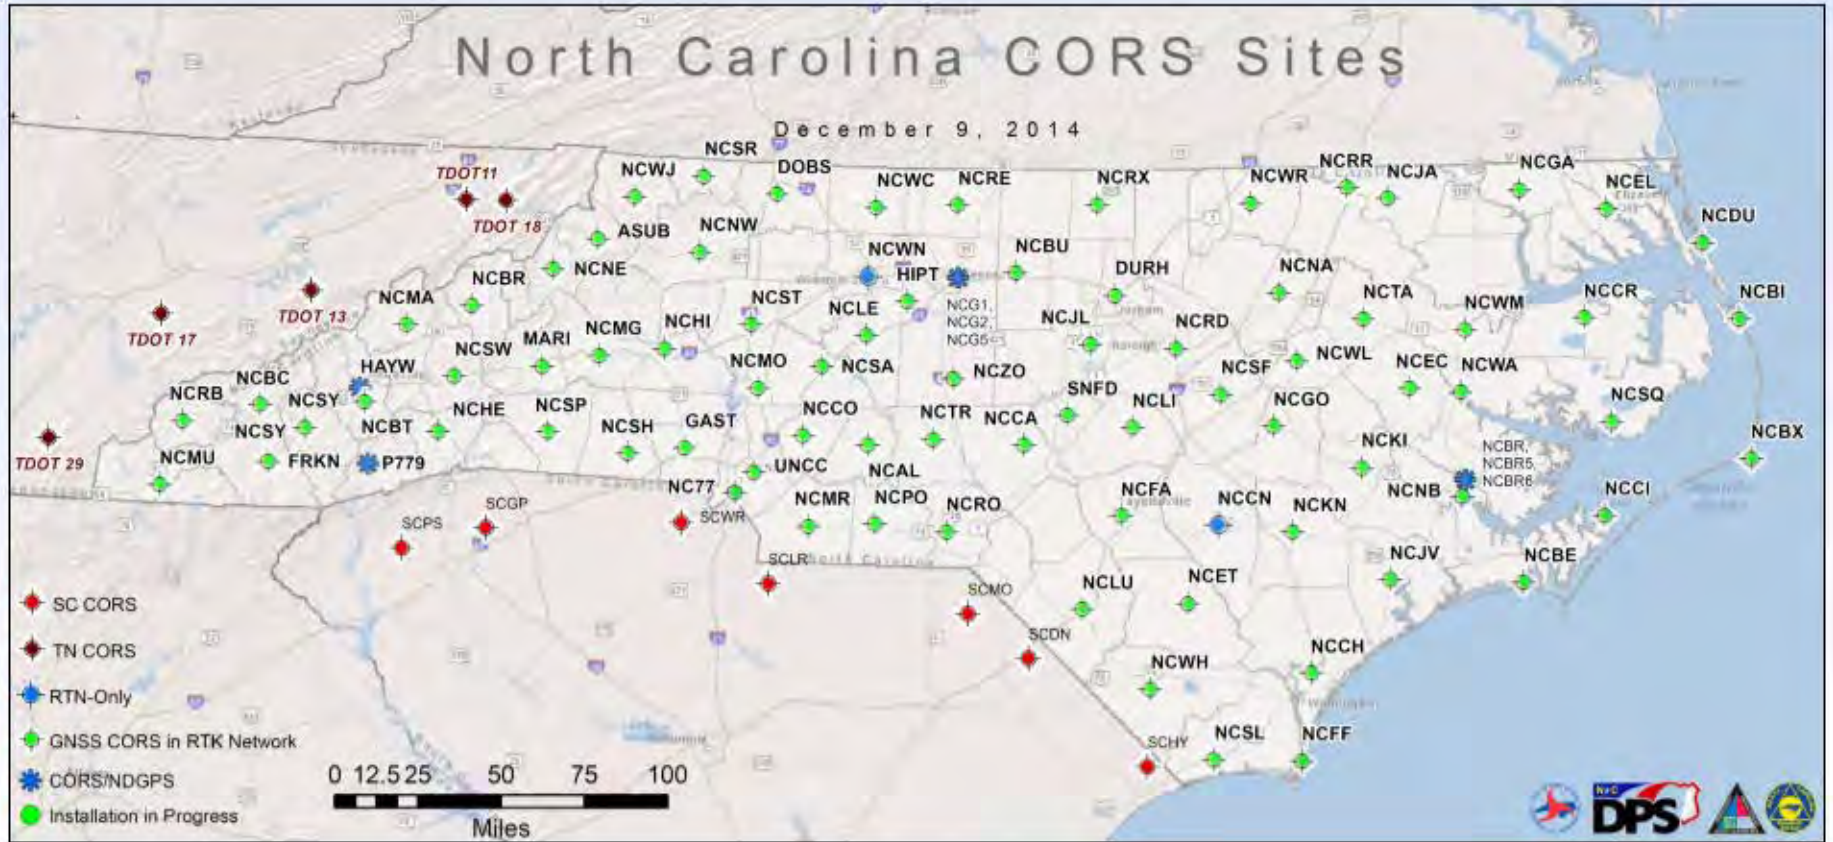 North Carolina CORS Sites
December 9, 2014
NCSR
NCWJ
DOBS
NCRR
NCJA
NCGA
TDOT11
NCWC
NCRE
NCRX
NCWR
NCEL
TDOT 18
ASUB
NCNW
NCDU
NCWN
NCBU
NCBR
NCNE
HIPT
DURH
NCNA
TDOT 13
NCMA
NCST
NCLE
NCG1,
NCG2,
NCG5
NCJL
NCTA
NCWM
NCCR
NCBI
TDOT 17
NCSW
MARI
NCMG
NCHI
NCRD
HAYW
NCMO
NCSA
NCZO
NCSF
NCWL
NCEC
NCWA
NCRB
NCBC
NCSY
NCBT
NCHE
NCSP
NCCO
NCTR
NCCA
SNFD
NCLI
NCGO
NCSQ
NCSY
NCSH
GAST
NCBX
TDOT 29
NCMU
FRKN
P779
UNCC
NCAL
NCKI
NCBR,
NCBR5,
NCBR6
NC77
NCMR
NCPO
NCRO
NCFA
NCCN
NCKN
NCNB
NCCI
SCPS
SCGP
SCWR
North Carolina
SCLR
NCJV
NCBE
SCMO
NCLU
NCET
SCDN
NCWH
NCCH
SCHY
NCSL
NCFF
SC CORS
TN CORS
RTN-Only
GNSS CORS in RTK Network
CORS/NDGPS
Installation in Progress
0 12.5 25 50 75 100
Miles
DPS